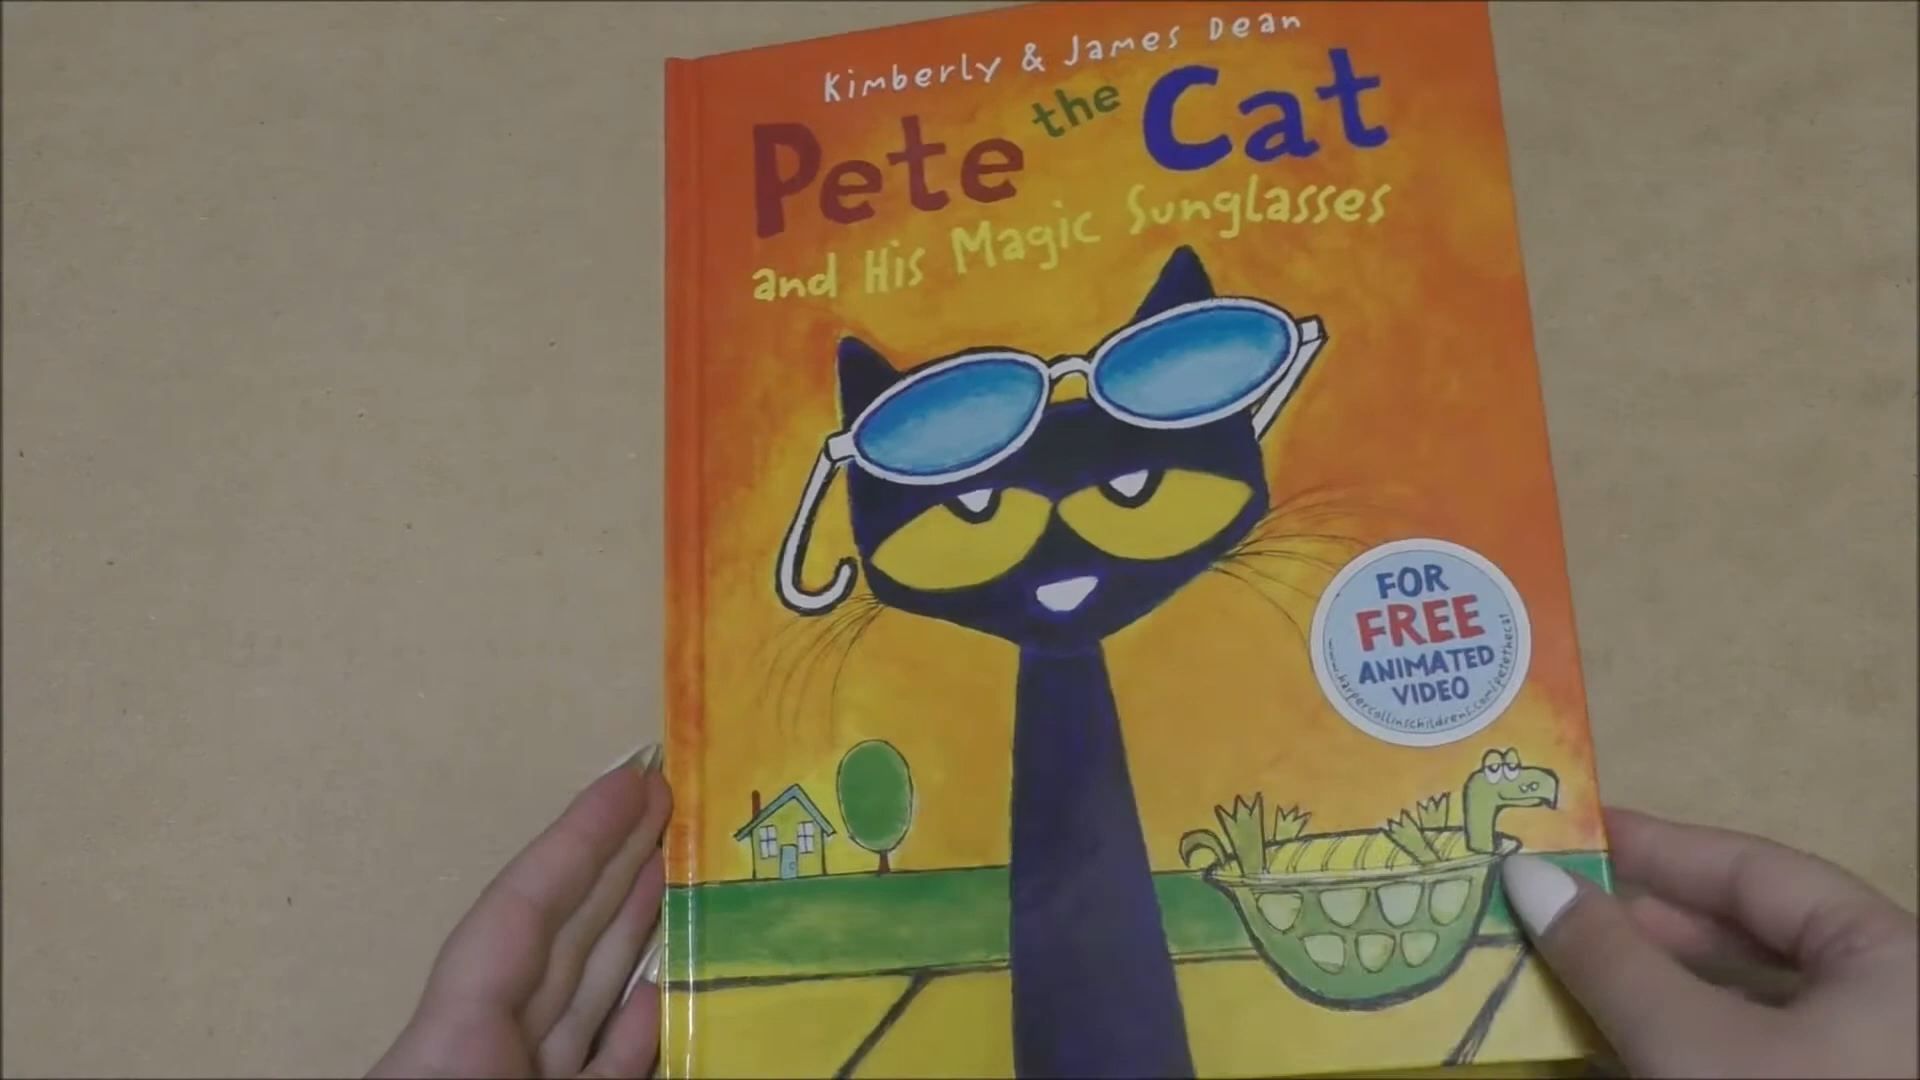 Kimberly & James Dean
Pete the Cat
and His Magic Sunglasses
FOR
FREE
ANIMATED
VIDEO
www.harpercollinschildrens.com/petethecat